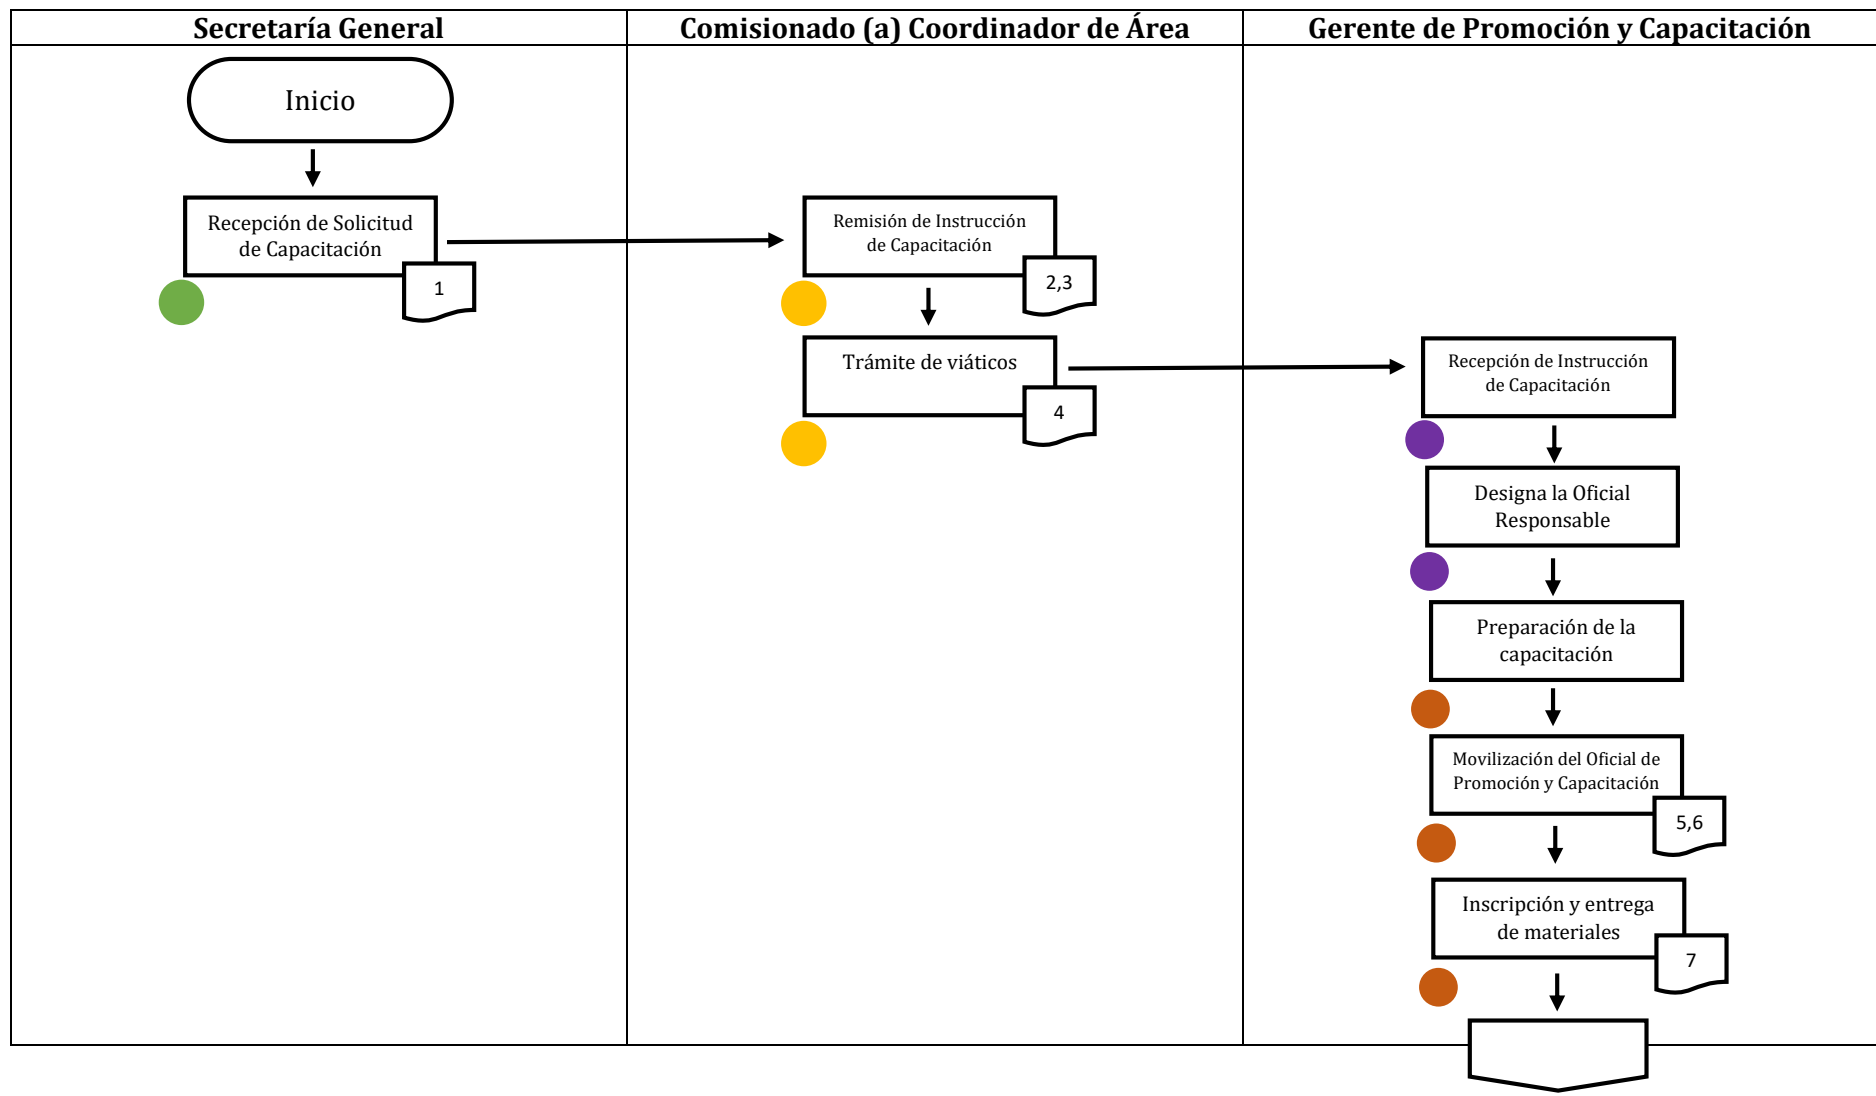 Secretaría General
Comisionado (a) Coordinador de Área
Gerente de Promoción y Capacitación
Inicio
Recepción de Solicitud
de Capacitación
1
Remisión de Instrucción
de Capacitación
2,3
Trámite de viáticos
4
Recepción de Instrucción
de Capacitación
Designa la Oficial
Responsable
Preparación de la
capacitación
Movilización del Oficial de
Promoción y Capacitación
5,6
Inscripción y entrega
de materiales
7